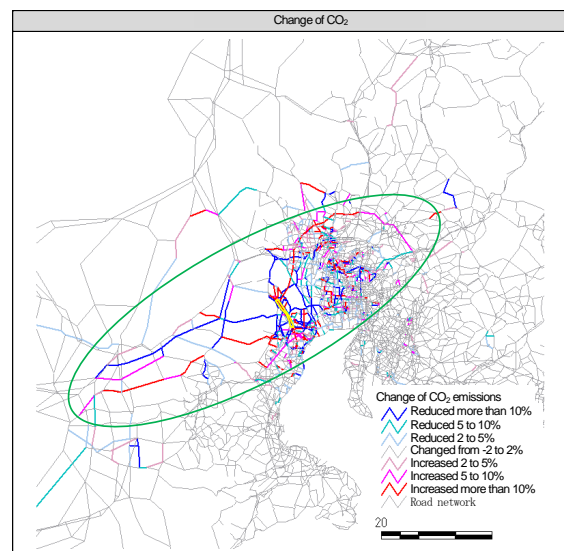 Change of CO₂
Change of CO₂ emissions
Reduced more than 10%
Reduced 5 to 10%
Reduced 2 to 5%
Changed from -2 to 2%
Increased 2 to 5%
Increased 5 to 10%
Increased more than 10%
Road network
20